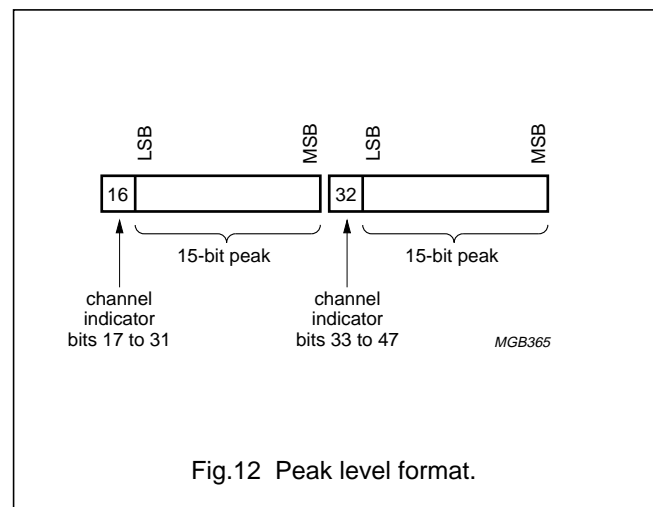 LSB
MSB
LSB
MSB
16
32
15-bit peak
15-bit peak
channel
indicator
bits 17 to 31
channel
indicator
bits 33 to 47
MGB365
Fig.12 Peak level format.